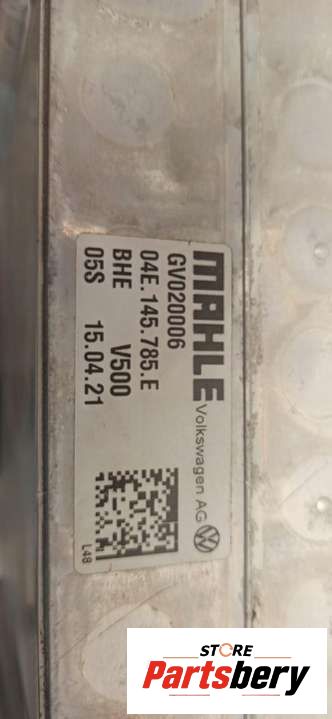 MAHLE
Volkswagen AG
GV020006
04E.145.785.E
BHE V500
05S 15.04.21
L48
STORE
Partsbery